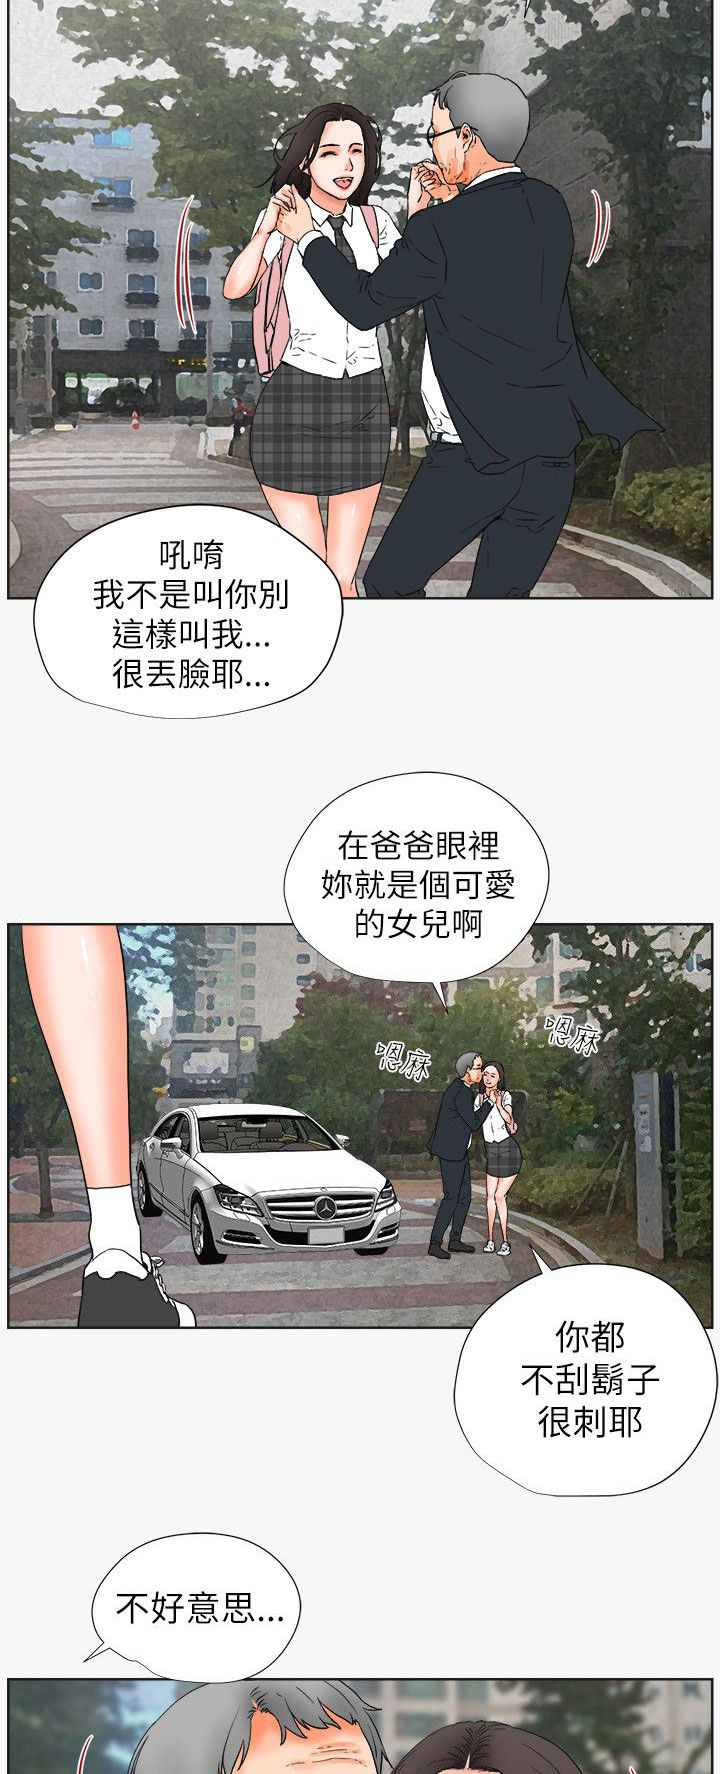 吼唷
我不是叫你別
這樣叫我...
很丟臉耶...
在爸爸眼裡
妳就是個可愛
的女兒啊
嗯麻
嗯麻
你都
不刮鬍子
很刺耶
不好意思...